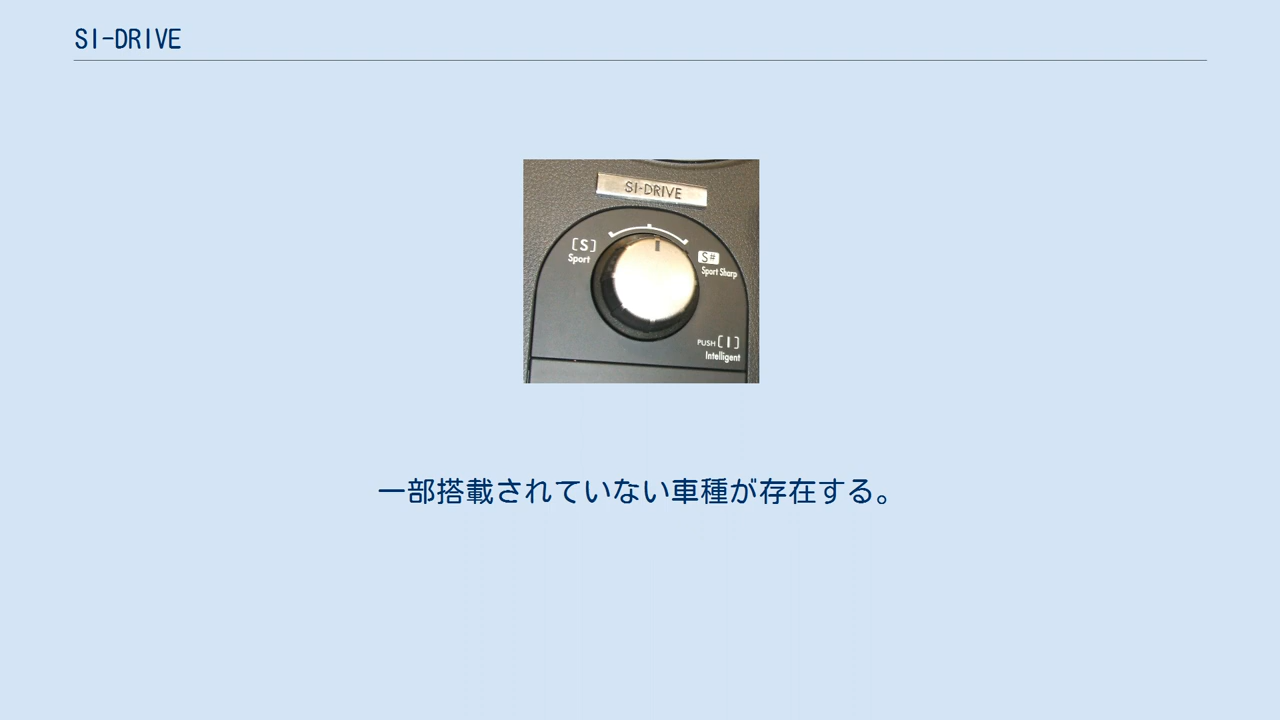 SI-DRIVE
SI-DRIVE
[S]
Sport
S#
Sport Sharp
PUSH [I]
Intelligent
一部搭載されていない車種が存在する。